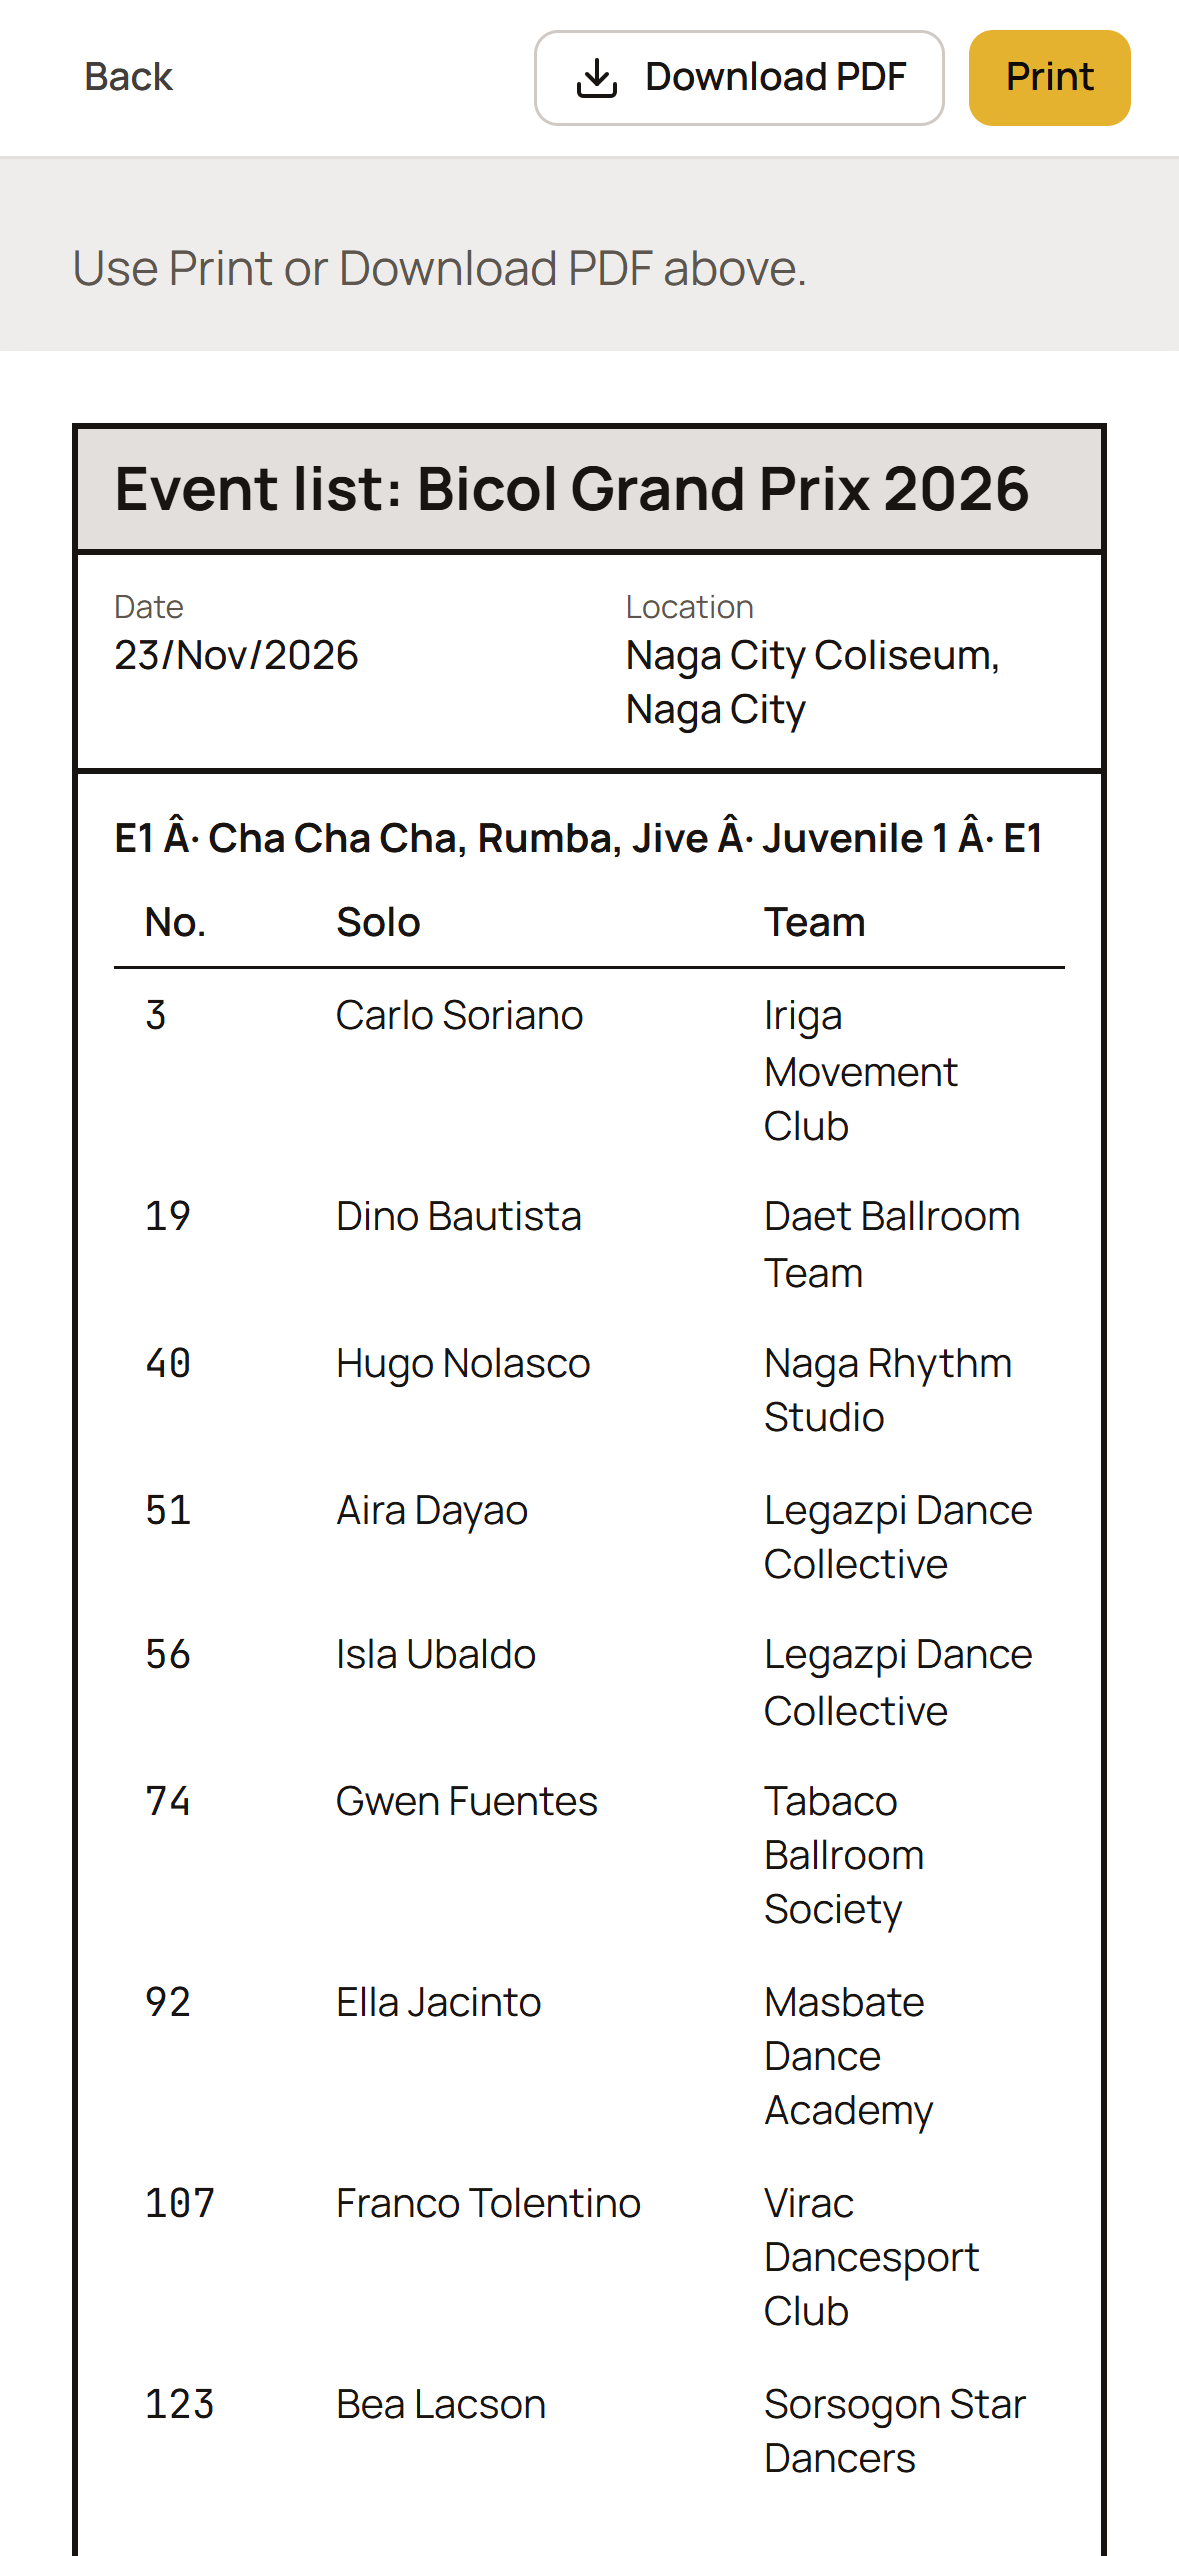 Back
Download PDF
Print
Use Print or Download PDF above.
Event list: Bicol Grand Prix 2026
Date
23/Nov/2026
Location
Naga City Coliseum,
Naga City
E1 Â· Cha Cha Cha, Rumba, Jive Â· Juvenile 1 Â· E1
No. Solo Team
3 Carlo Soriano Iriga
Movement
Club
19 Dino Bautista Daet Ballroom
Team
40 Hugo Nolasco Naga Rhythm
Studio
51 Aira Dayao Legazpi Dance
Collective
56 Isla Ubaldo Legazpi Dance
Collective
74 Gwen Fuentes Tabaco
Ballroom
Society
92 Ella Jacinto Masbate
Dance
Academy
107 Franco Tolentino Virac
Dancesport
Club
123 Bea Lacson Sorsogon Star
Dancers